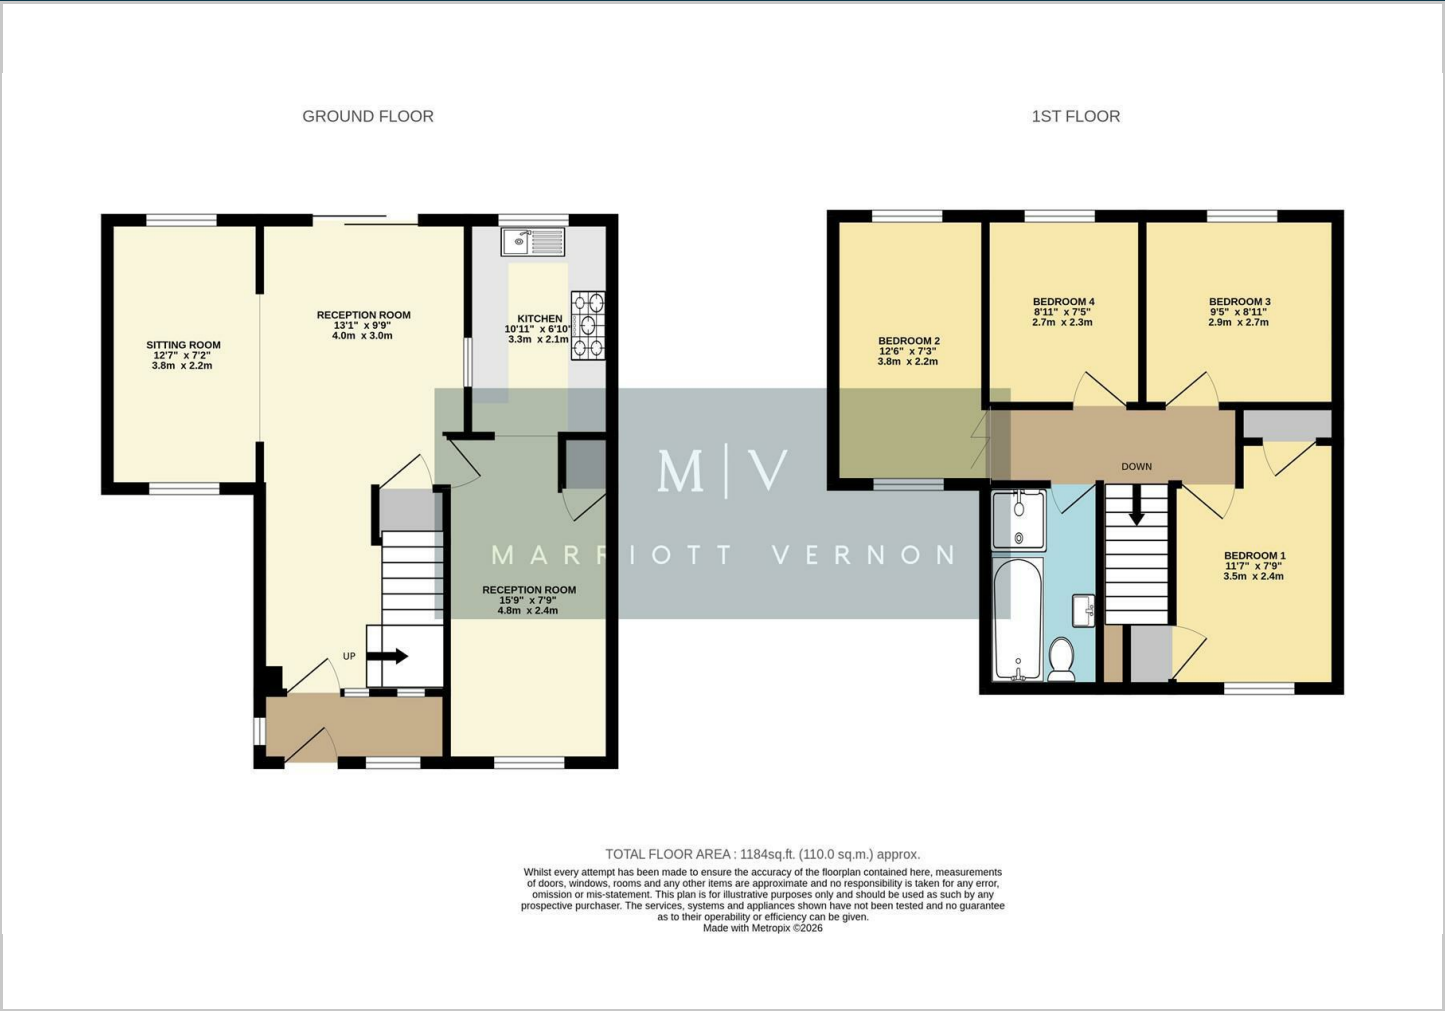 GROUND FLOOR
1ST FLOOR
SITTING ROOM
12'7" x 7'2"
3.8m x 2.2m
RECEPTION ROOM
13'1" x 9'9"
4.0m x 3.0m
KITCHEN
10'11" x 6'10"
3.3m x 2.1m
RECEPTION ROOM
15'9" x 7'9"
4.8m x 2.4m
UP
BEDROOM 2
12'6" x 7'3"
3.8m x 2.2m
BEDROOM 4
8'11" x 7'5"
2.7m x 2.3m
BEDROOM 3
9'5" x 8'11"
2.9m x 2.7m
DOWN
BEDROOM 1
11'7" x 7'9"
3.5m x 2.4m
M|V
MARRIOTT VERNON
TOTAL FLOOR AREA : 1184sq.ft. (110.0 sq.m.) approx.
Whilst every attempt has been made to ensure the accuracy of the floorplan contained here, measurements
of doors, windows, rooms and any other items are approximate and no responsibility is taken for any error,
omission or mis-statement. This plan is for illustrative purposes only and should be used as such by any
prospective purchaser. The services, systems and appliances shown have not been tested and no guarantee
as to their operability or efficiency can be given.
Made with Metropix ©2026